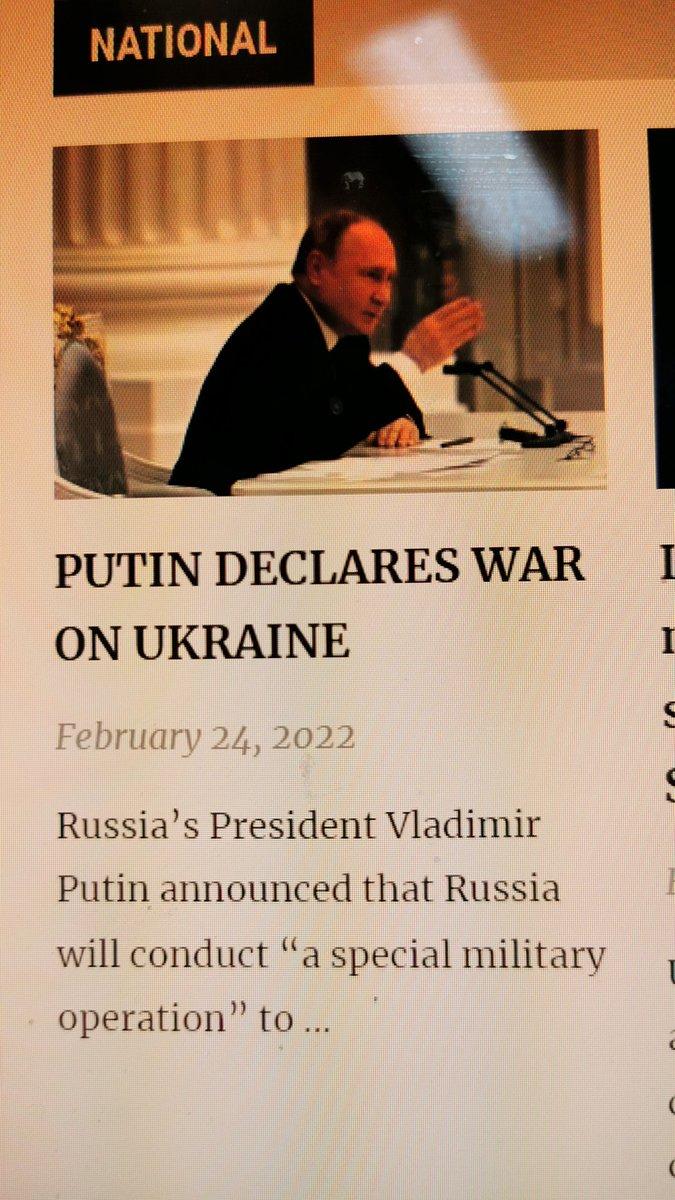 NATIONAL
PUTIN DECLARES WAR
ON UKRAINE
February 24, 2022
Russia’s President Vladimir
Putin announced that Russia
will conduct “a special military
operation” to ...